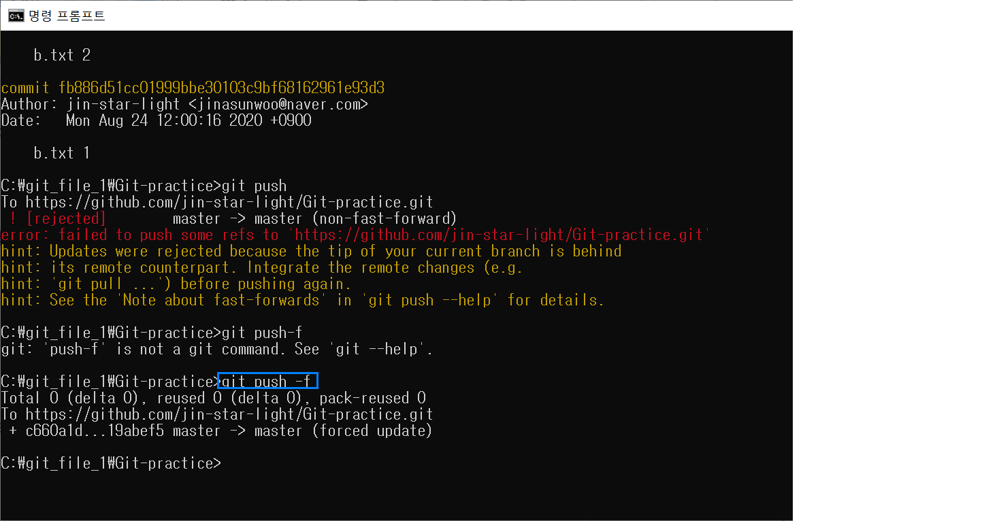 명령 프롬프트
b.txt 2
commit fb886d51cc01999bbe30103c9bf68162961e93d3
Author: jin-star-light <jinasunwoo@naver.com>
Date:   Mon Aug 24 12:00:16 2020 +0900
b.txt 1
C:₩git_file_1₩Git-practice>git push
To https://github.com/jin-star-light/Git-practice.git
! [rejected]        master -> master (non-fast-forward)
error: failed to push some refs to 'https://github.com/jin-star-light/Git-practice.git'
hint: Updates were rejected because the tip of your current branch is behind
hint: its remote counterpart. Integrate the remote changes (e.g.
hint: 'git pull ...') before pushing again.
hint: See the 'Note about fast-forwards' in 'git push --help' for details.
C:₩git_file_1₩Git-practice>git push-f
git: 'push-f' is not a git command. See 'git --help'.
C:₩git_file_1₩Git-practice>git push -f
Total 0 (delta 0), reused 0 (delta 0), pack-reused 0
To https://github.com/jin-star-light/Git-practice.git
+ c660a1d...19abef5 master -> master (forced update)
C:₩git_file_1₩Git-practice>